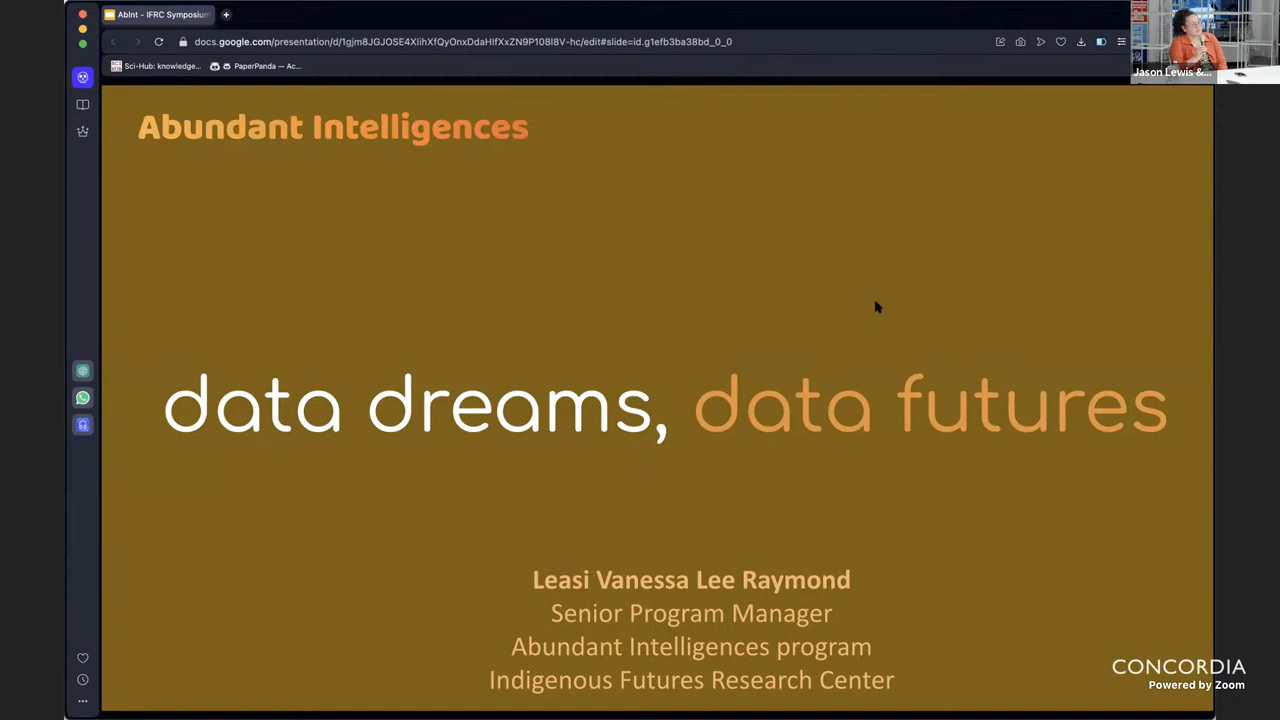 AbInt - IFRC Symposium
docs.google.com/presentation/d/1gjm8JGJOSE4XIihXfQyOnxDdaHIfXxZN9P108I8V-hc/edit#slide=id.g1efb3ba38bd_0_0
Sci-Hub: knowledge... PaperPanda — Ac...
Jason Lewis &...
Abundant Intelligences
data dreams, data futures
Leasi Vanessa Lee Raymond
Senior Program Manager
Abundant Intelligences program
Indigenous Futures Research Center
CONCORDIA
Powered by Zoom